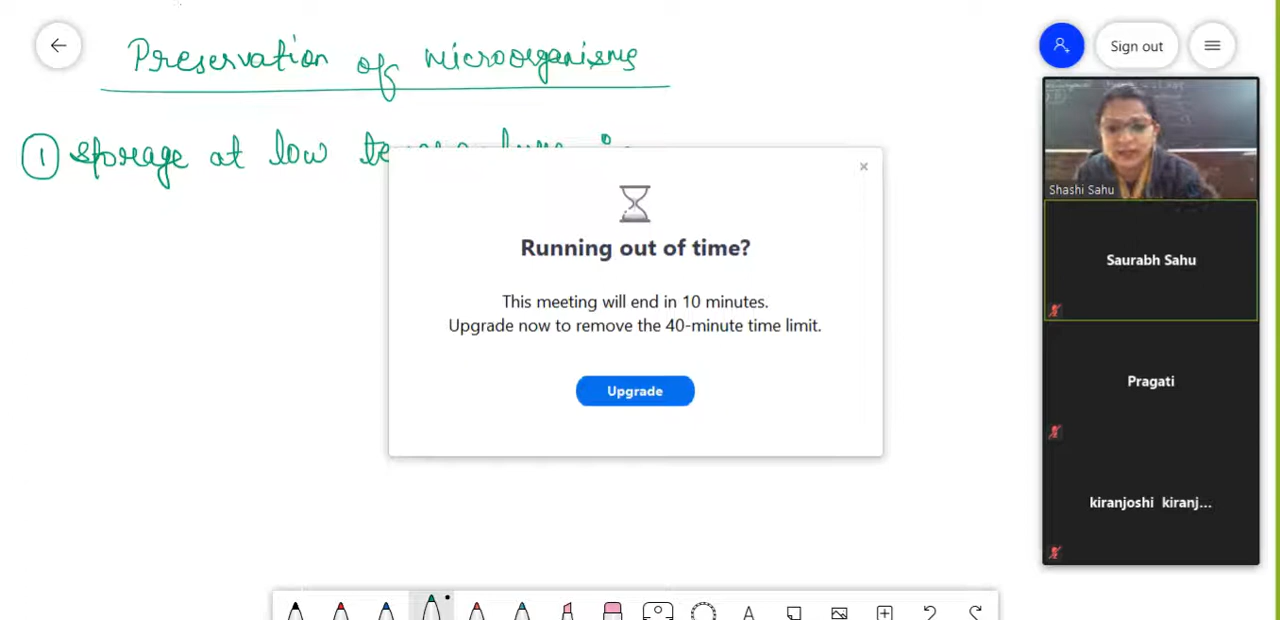 Preservation of microorganisms
Sign out
① storage at low
Running out of time?
This meeting will end in 10 minutes.
Upgrade now to remove the 40-minute time limit.
Upgrade
Shashi Sahu
Saurabh Sahu
Pragati
kiranjoshi kiranj...